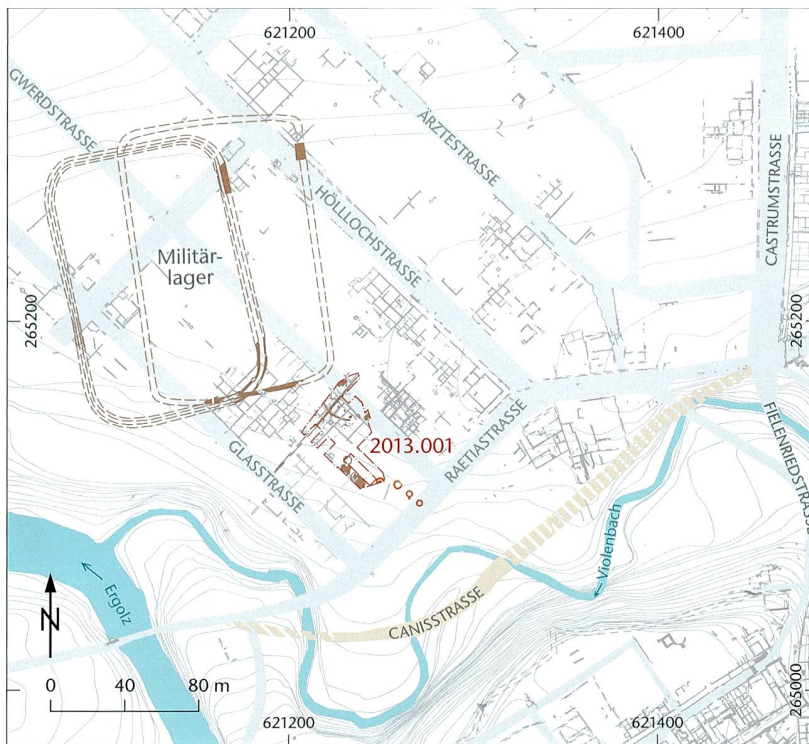 621200
621400
GWERDSTRASSE
ÄRZTESTRASSE
CASTRUMSTRASSE
HÖLLLOCHSTRASSE
Militär-
lager
265200
265200
2013.001
RAETIASTRASSE
GLASSTRASSE
FIELENRIEDSTRASSE
Violenbach
Ergolz
CANISSTRASSE
N
0 40 80 m
265000
621200
621400